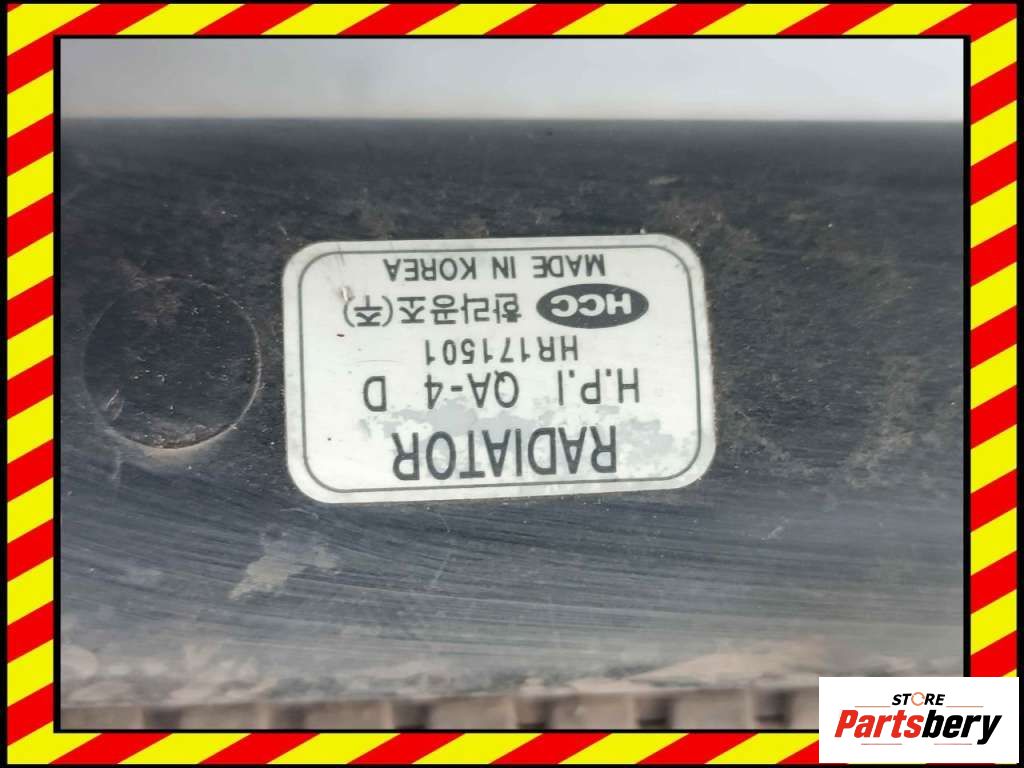 RADIATOR
H.P.I QA-4 D
HR171501
HCC 한라공조(주)
MADE IN KOREA
STORE
Partsbery